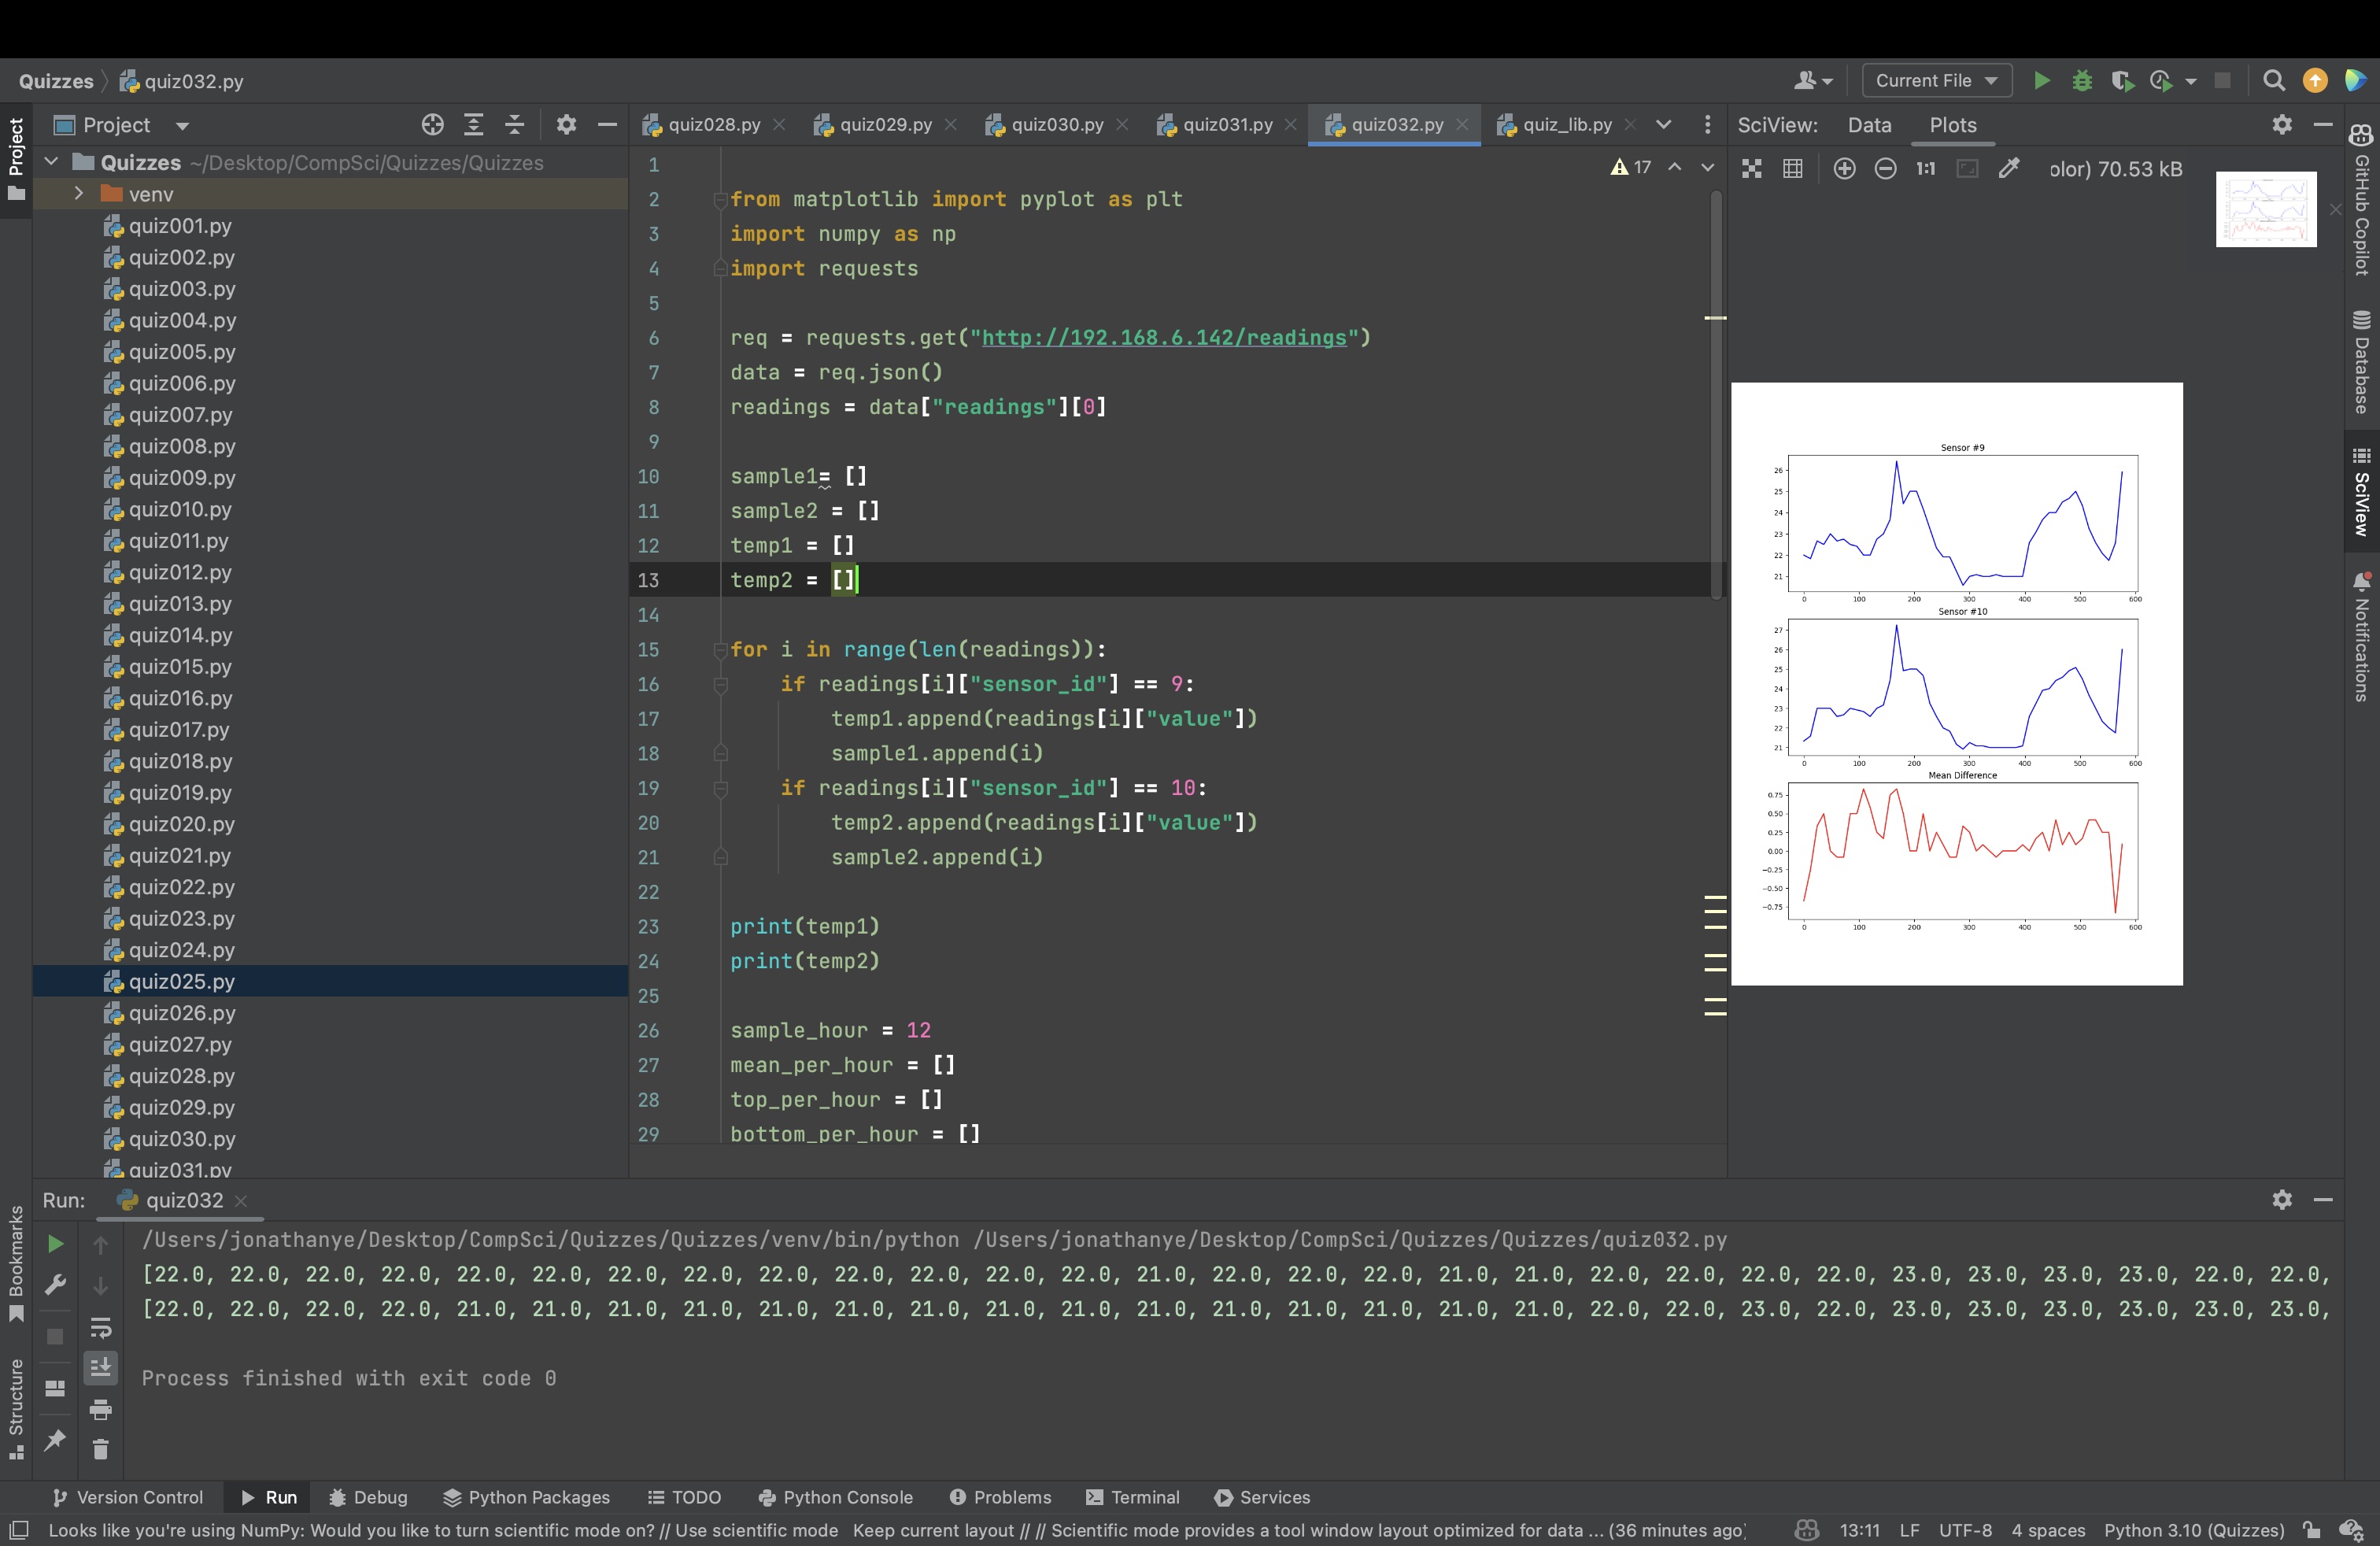 Quizzes quiz032.py
Current File
Project
quiz028.py quiz029.py quiz030.py quiz031.py quiz032.py quiz_lib.py
SciView: Data Plots
Quizzes ~/Desktop/CompSci/Quizzes/Quizzes
venv
quiz001.py
quiz002.py
quiz003.py
quiz004.py
quiz005.py
quiz006.py
quiz007.py
quiz008.py
quiz009.py
quiz010.py
quiz011.py
quiz012.py
quiz013.py
quiz014.py
quiz015.py
quiz016.py
quiz017.py
quiz018.py
quiz019.py
quiz020.py
quiz021.py
quiz022.py
quiz023.py
quiz024.py
quiz025.py
quiz026.py
quiz027.py
quiz028.py
quiz029.py
quiz030.py
quiz031.py
17
1
2 from matplotlib import pyplot as plt
3 import numpy as np
4 import requests
5
6 req = requests.get("http://192.168.6.142/readings")
7 data = req.json()
8 readings = data["readings"][0]
9
10 sample1= []
11 sample2 = []
12 temp1 = []
13 temp2 = []
14
15 for i in range(len(readings)):
16 if readings[i]["sensor_id"] == 9:
17 temp1.append(readings[i]["value"])
18 sample1.append(i)
19 if readings[i]["sensor_id"] == 10:
20 temp2.append(readings[i]["value"])
21 sample2.append(i)
22
23 print(temp1)
24 print(temp2)
25
26 sample_hour = 12
27 mean_per_hour = []
28 top_per_hour = []
29 bottom_per_hour = []
1:1 olor) 70.53 kB
Sensor #9
26
25
24
23
22
21
0 100 200 300 400 500 600
Sensor #10
27
26
25
24
23
22
21
0 100 200 300 400 500 600
Mean Difference
0.75
0.50
0.25
0.00
−0.25
−0.50
−0.75
0 100 200 300 400 500 600
Project
Bookmarks
Structure
GitHub Copilot
Database
SciView
Notifications
Run: quiz032
/Users/jonathanye/Desktop/CompSci/Quizzes/Quizzes/venv/bin/python /Users/jonathanye/Desktop/CompSci/Quizzes/Quizzes/quiz032.py
[22.0, 22.0, 22.0, 22.0, 22.0, 22.0, 22.0, 22.0, 22.0, 22.0, 22.0, 22.0, 22.0, 21.0, 22.0, 22.0, 22.0, 21.0, 21.0, 22.0, 22.0, 22.0, 22.0, 23.0, 23.0, 23.0, 23.0, 22.0, 22.0,
[22.0, 22.0, 22.0, 22.0, 21.0, 21.0, 21.0, 21.0, 21.0, 21.0, 21.0, 21.0, 21.0, 21.0, 21.0, 21.0, 21.0, 21.0, 21.0, 22.0, 22.0, 23.0, 22.0, 23.0, 23.0, 23.0, 23.0, 23.0, 23.0,
Process finished with exit code 0
Version Control Run Debug Python Packages TODO Python Console Problems Terminal Services
Looks like you're using NumPy: Would you like to turn scientific mode on? // Use scientific mode Keep current layout // // Scientific mode provides a tool window layout optimized for data ... (36 minutes ago) 13:11 LF UTF-8 4 spaces Python 3.10 (Quizzes)